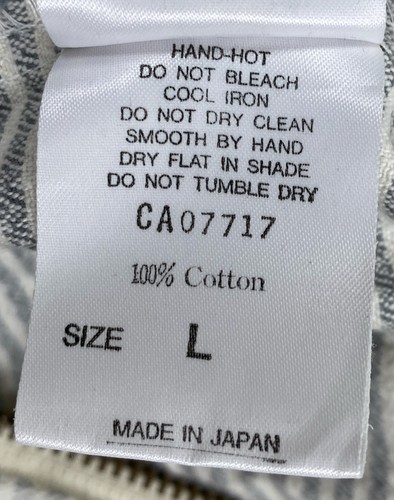 HAND-HOT
DO NOT BLEACH
COOL IRON
DO NOT DRY CLEAN
SMOOTH BY HAND
DRY FLAT IN SHADE
DO NOT TUMBLE DRY
CA07717
100% Cotton
SIZE L
MADE IN JAPAN